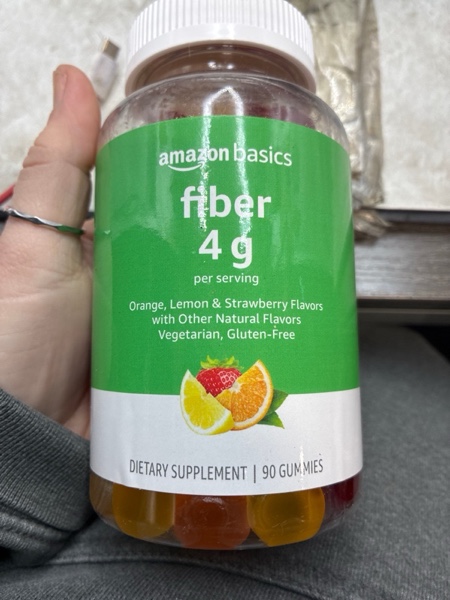 amazon basics
fiber
4 g
per serving
Orange, Lemon & Strawberry Flavors
with Other Natural Flavors
Vegetarian, Gluten-Free
DIETARY SUPPLEMENT | 90 GUMMIES